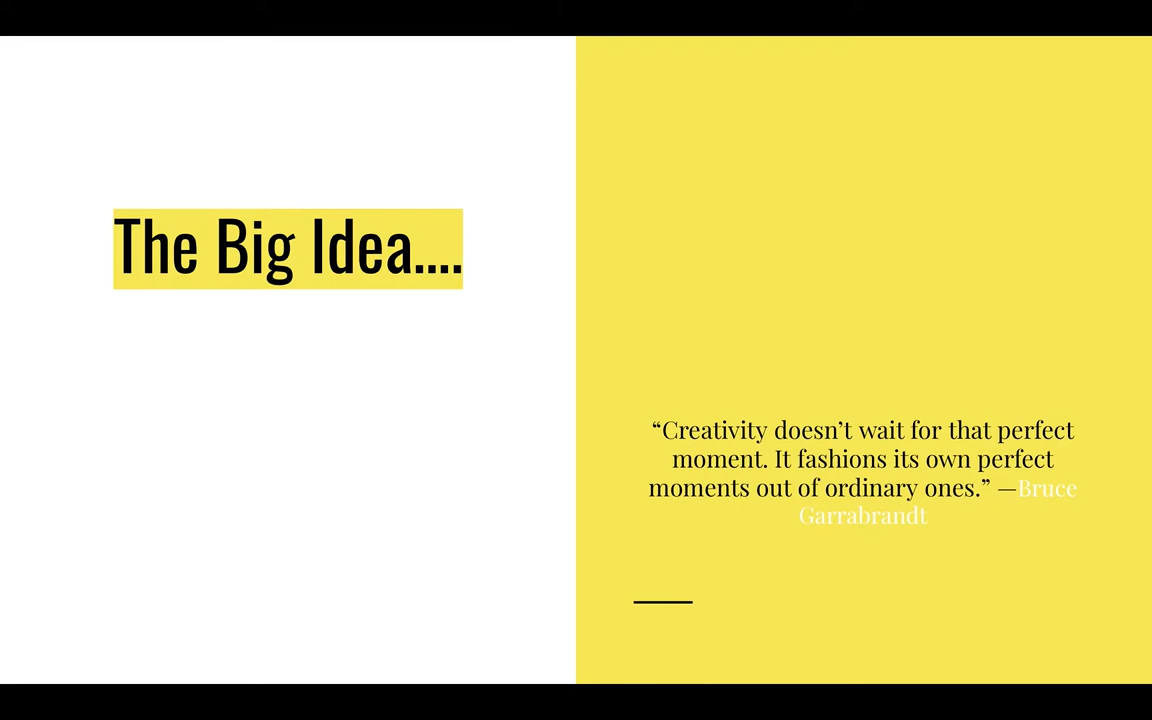 The Big Idea....
“Creativity doesn’t wait for that perfect
moment. It fashions its own perfect
moments out of ordinary ones.” —Bruce
Garrabrandt